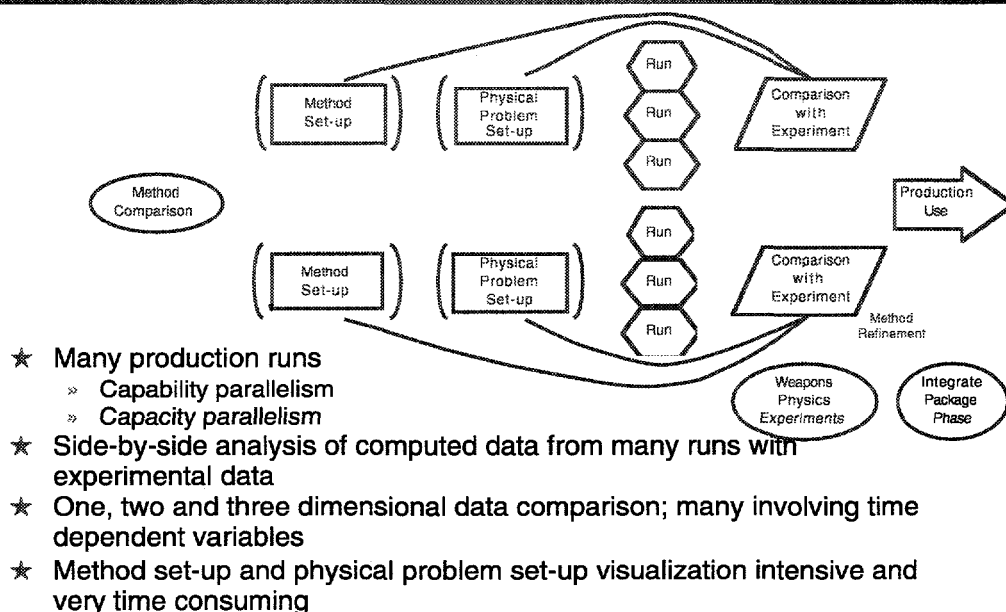 Method
Set-up
Physical
Problem
Set-up
Run
Run
Run
Comparison
with
Experiment
Method
Comparison
Production
Use
Method
Set-up
Physical
Problem
Set-up
Run
Run
Run
Comparison
with
Experiment
Method
Refinement
Weapons
Physics
Experiments
Integrate
Package
Phase
★ Many production runs
» Capability parallelism
» Capacity parallelism
★ Side-by-side analysis of computed data from many runs with
experimental data
★ One, two and three dimensional data comparison; many involving time
dependent variables
★ Method set-up and physical problem set-up visualization intensive and
very time consuming